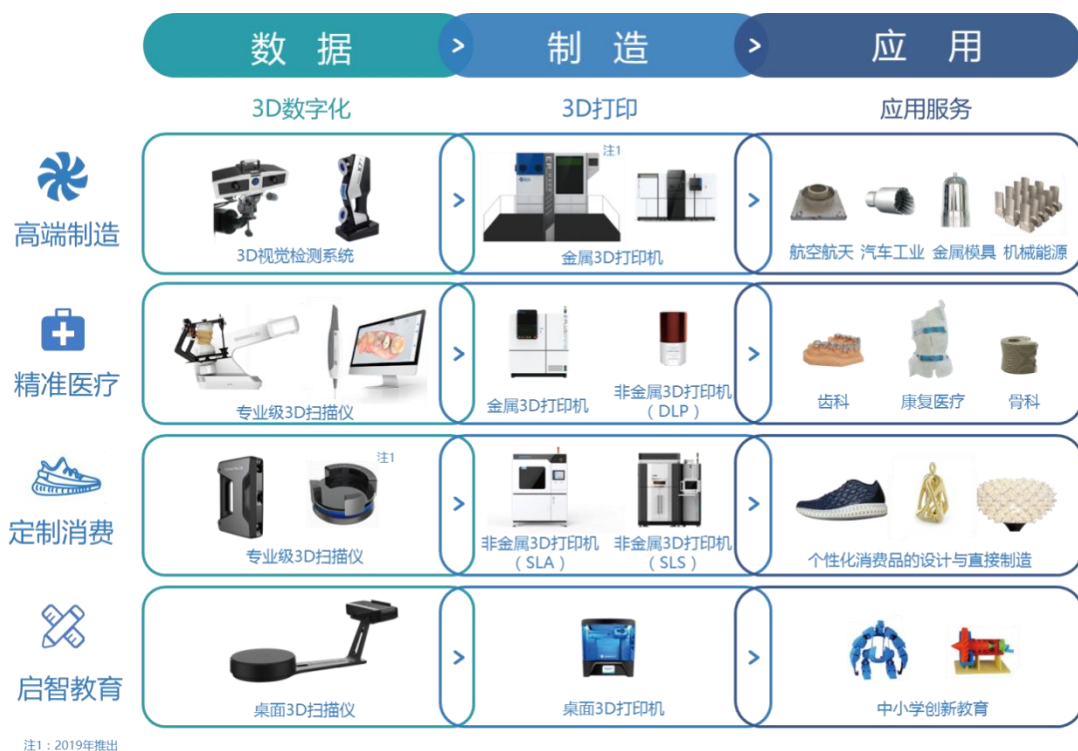 数据 > 制造 > 应用
3D数字化 3D打印 应用服务
高端制造
注1
3D视觉检测系统
金属3D打印机
航空航天 汽车工业 金属模具 机械能源
精准医疗
专业级3D扫描仪
金属3D打印机
非金属3D打印机
（DLP）
齿科 康复医疗 骨科
定制消费
注1
专业级3D扫描仪
非金属3D打印机
（SLA）
非金属3D打印机
（SLS）
个性化消费品的设计与直接制造
启智教育
桌面3D扫描仪
桌面3D打印机
中小学创新教育
注1：2019年推出